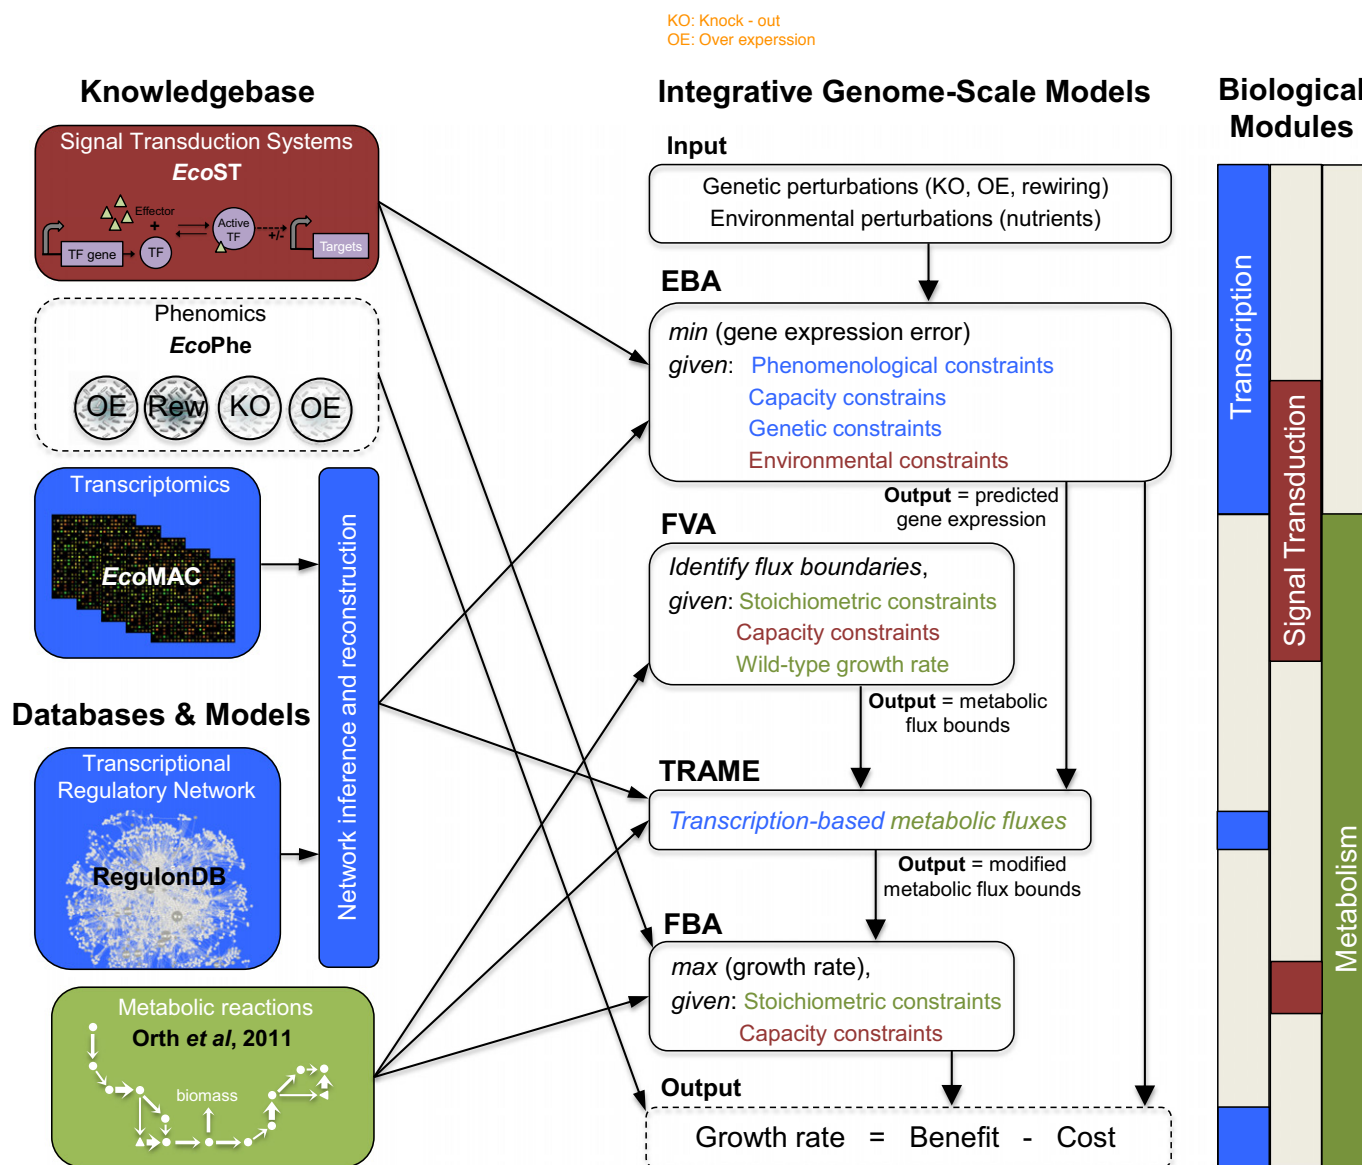 KO: Knock - out
OE: Over experssion
Knowledgebase
Signal Transduction Systems
EcoST
Effector
+
TF gene
TF
Active
TF
+/-
Targets
Phenomics
EcoPhe
OE
Rew
KO
OE
Transcriptomics
EcoMAC
Network inference and reconstruction
Databases & Models
Transcriptional
Regulatory Network
RegulonDB
Metabolic reactions
Orth et al, 2011
biomass
Integrative Genome-Scale Models
Input
Genetic perturbations (KO, OE, rewiring)
Environmental perturbations (nutrients)
EBA
min (gene expression error)
given: Phenomenological constraints
Capacity constrains
Genetic constraints
Environmental constraints
Output = predicted
gene expression
FVA
Identify flux boundaries,
given: Stoichiometric constraints
Capacity constraints
Wild-type growth rate
Output = metabolic
flux bounds
TRAME
Transcription-based metabolic fluxes
Output = modified
metabolic flux bounds
FBA
max (growth rate),
given: Stoichiometric constraints
Capacity constraints
Output
Growth rate = Benefit - Cost
Biological
Modules
Transcription
Signal Transduction
Metabolism